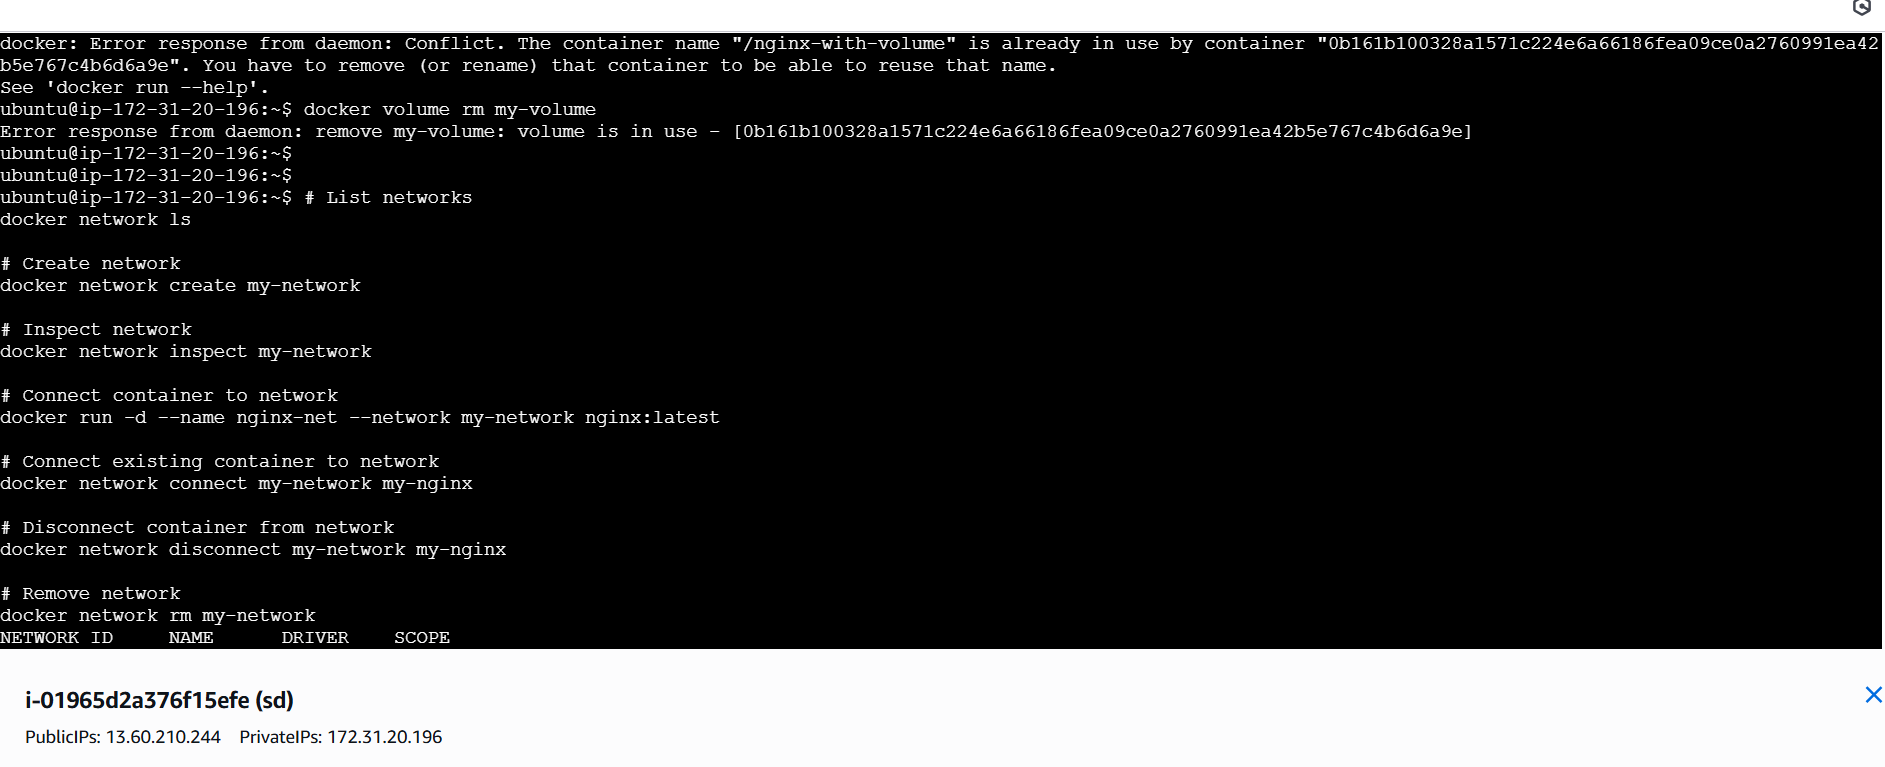 docker: Error response from daemon: Conflict. The container name "/nginx-with-volume" is already in use by container "0b161b100328a1571c224e6a66186fea09ce0a2760991ea42
b5e767c4b6d6a9e". You have to remove (or rename) that container to be able to reuse that name.
See 'docker run --help'.
ubuntu@ip-172-31-20-196:~$ docker volume rm my-volume
Error response from daemon: remove my-volume: volume is in use - [0b161b100328a1571c224e6a66186fea09ce0a2760991ea42b5e767c4b6d6a9e]
ubuntu@ip-172-31-20-196:~$
ubuntu@ip-172-31-20-196:~$
ubuntu@ip-172-31-20-196:~$ # List networks
docker network ls
# Create network
docker network create my-network
# Inspect network
docker network inspect my-network
# Connect container to network
docker run -d --name nginx-net --network my-network nginx:latest
# Connect existing container to network
docker network connect my-network my-nginx
# Disconnect container from network
docker network disconnect my-network my-nginx
# Remove network
docker network rm my-network
NETWORK ID     NAME      DRIVER    SCOPE
i-01965d2a376f15efe (sd)
PublicIPs: 13.60.210.244    PrivateIPs: 172.31.20.196